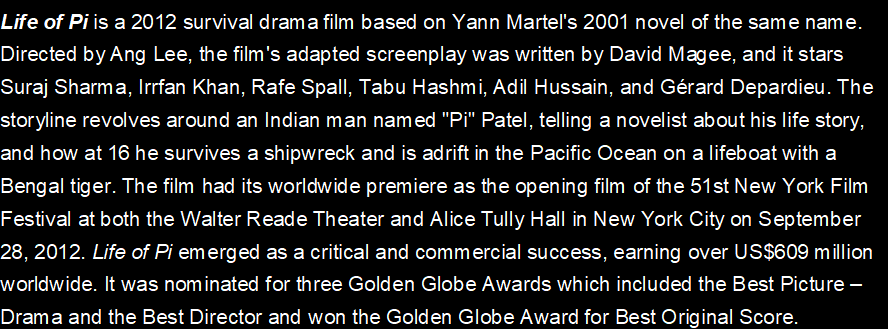 Life of Pi is a 2012 survival drama film based on Yann Martel's 2001 novel of the same name.
Directed by Ang Lee, the film's adapted screenplay was written by David Magee, and it stars
Suraj Sharma, Irrfan Khan, Rafe Spall, Tabu Hashmi, Adil Hussain, and Gérard Depardieu. The
storyline revolves around an Indian man named "Pi" Patel, telling a novelist about his life story,
and how at 16 he survives a shipwreck and is adrift in the Pacific Ocean on a lifeboat with a
Bengal tiger. The film had its worldwide premiere as the opening film of the 51st New York Film
Festival at both the Walter Reade Theater and Alice Tully Hall in New York City on September
28, 2012. Life of Pi emerged as a critical and commercial success, earning over US$609 million
worldwide. It was nominated for three Golden Globe Awards which included the Best Picture –
Drama and the Best Director and won the Golden Globe Award for Best Original Score.